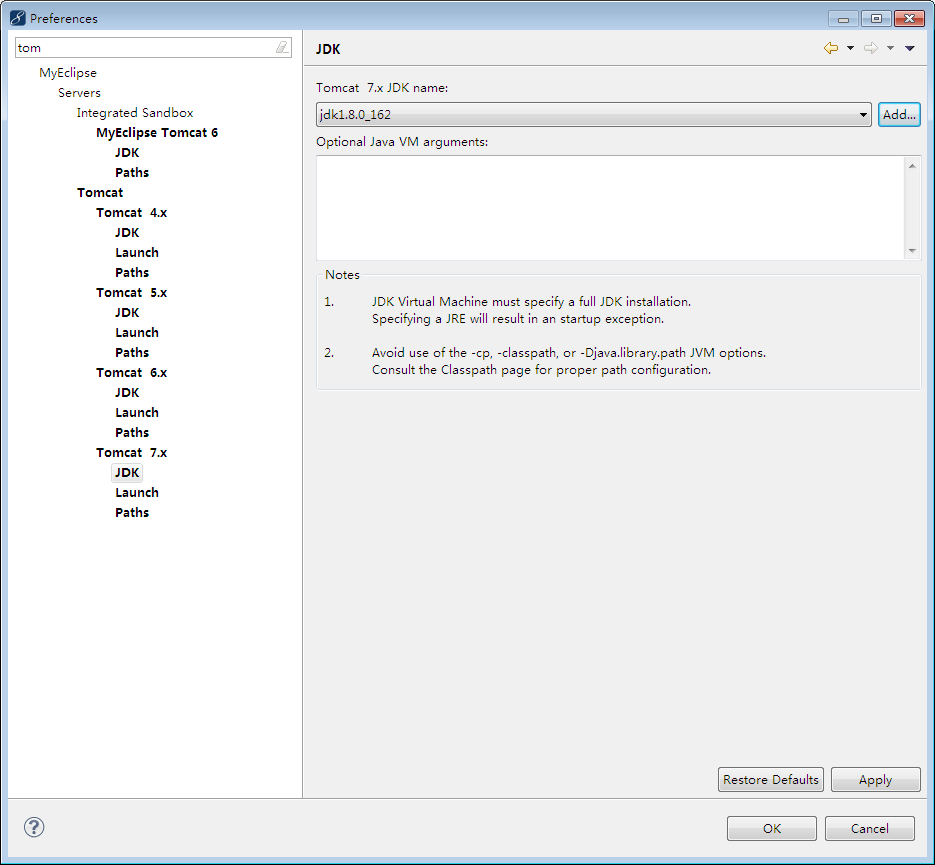 Preferences
tom
MyEclipse
Servers
Integrated Sandbox
MyEclipse Tomcat 6
JDK
Paths
Tomcat
Tomcat 4.x
JDK
Launch
Paths
Tomcat 5.x
JDK
Launch
Paths
Tomcat 6.x
JDK
Launch
Paths
Tomcat 7.x
JDK
Launch
Paths
JDK
Tomcat 7.x JDK name:
jdk1.8.0_162
Add...
Optional Java VM arguments:
Notes
1. JDK Virtual Machine must specify a full JDK installation.
Specifying a JRE will result in an startup exception.
2. Avoid use of the -cp, -classpath, or -Djava.library.path JVM options.
Consult the Classpath page for proper path configuration.
Restore Defaults Apply
OK Cancel